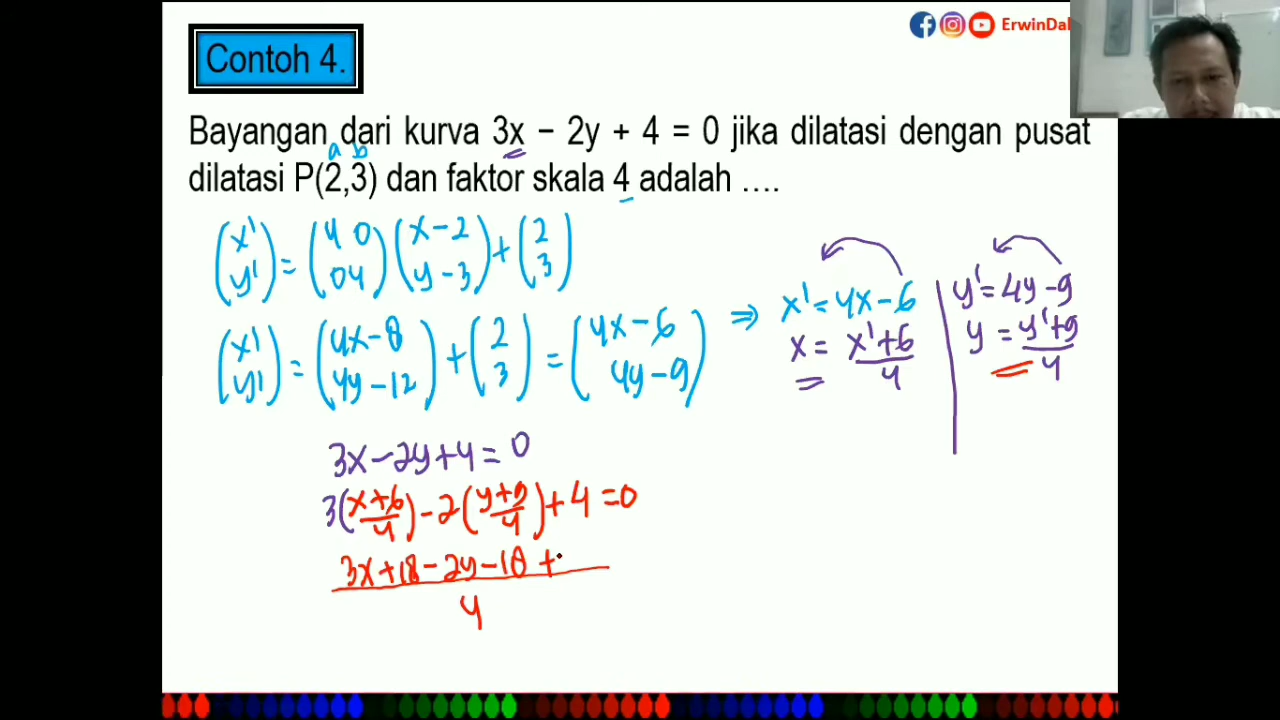 ErwinDa
Contoh 4.
Bayangan dari kurva 3x − 2y + 4 = 0 jika dilatasi dengan pusat
a b
dilatasi P(2,3) dan faktor skala 4 adalah ....
(x' y') = (4 0 0 4) (x-2 y-3) + (2 3)
(x' y') = (4x-8 4y-12) + (2 3) = (4x-6 4y-9)
⇒ x' = 4x-6
x = x'+6 / 4
y' = 4y-9
y = y'+9 / 4
3x-2y+4=0
3(x+6 / 4) - 2(y+9 / 4) + 4 = 0
3x+18-2y-18 +
4